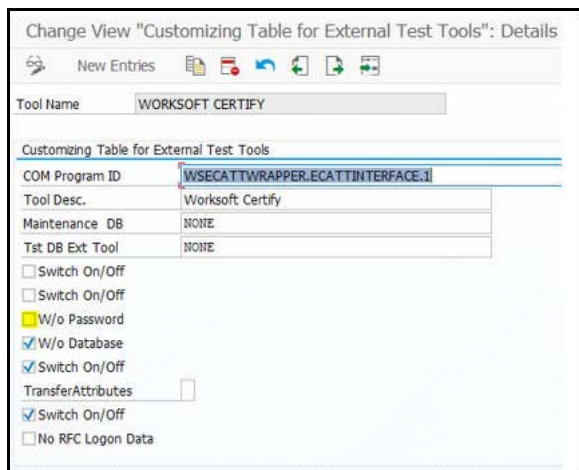 Change View "Customizing Table for External Test Tools": Details
New Entries
Tool Name WORKSOFT CERTIFY
Customizing Table for External Test Tools
COM Program ID WSECATTWRAPPER.ECATTINTERFACE.1
Tool Desc. Worksoft Certify
Maintenance DB NONE
Tst DB Ext Tool NONE
Switch On/Off
Switch On/Off
W/o Password
W/o Database
Switch On/Off
TransferAttributes
Switch On/Off
No RFC Logon Data